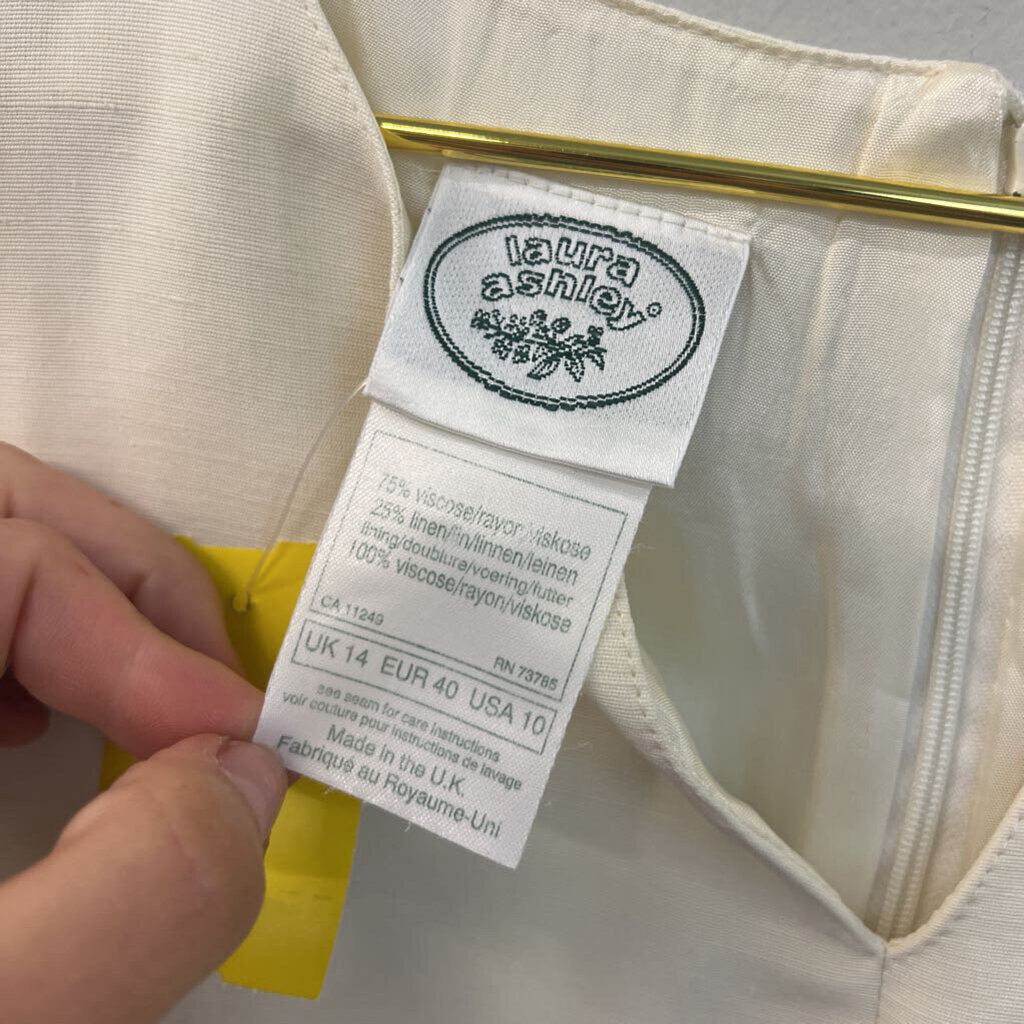 laura
ashley®
75% viscose/rayon/viskose
25% linen/lin/linnen/leinen
lining/doublure/voering/futter
100% viscose/rayon/viskose
CA 11249
RN 73785
UK 14 EUR 40 USA 10
see seam for care instructions
voir couture pour instructions de lavage
Made in the U.K.
Fabriqué au Royaume-Uni